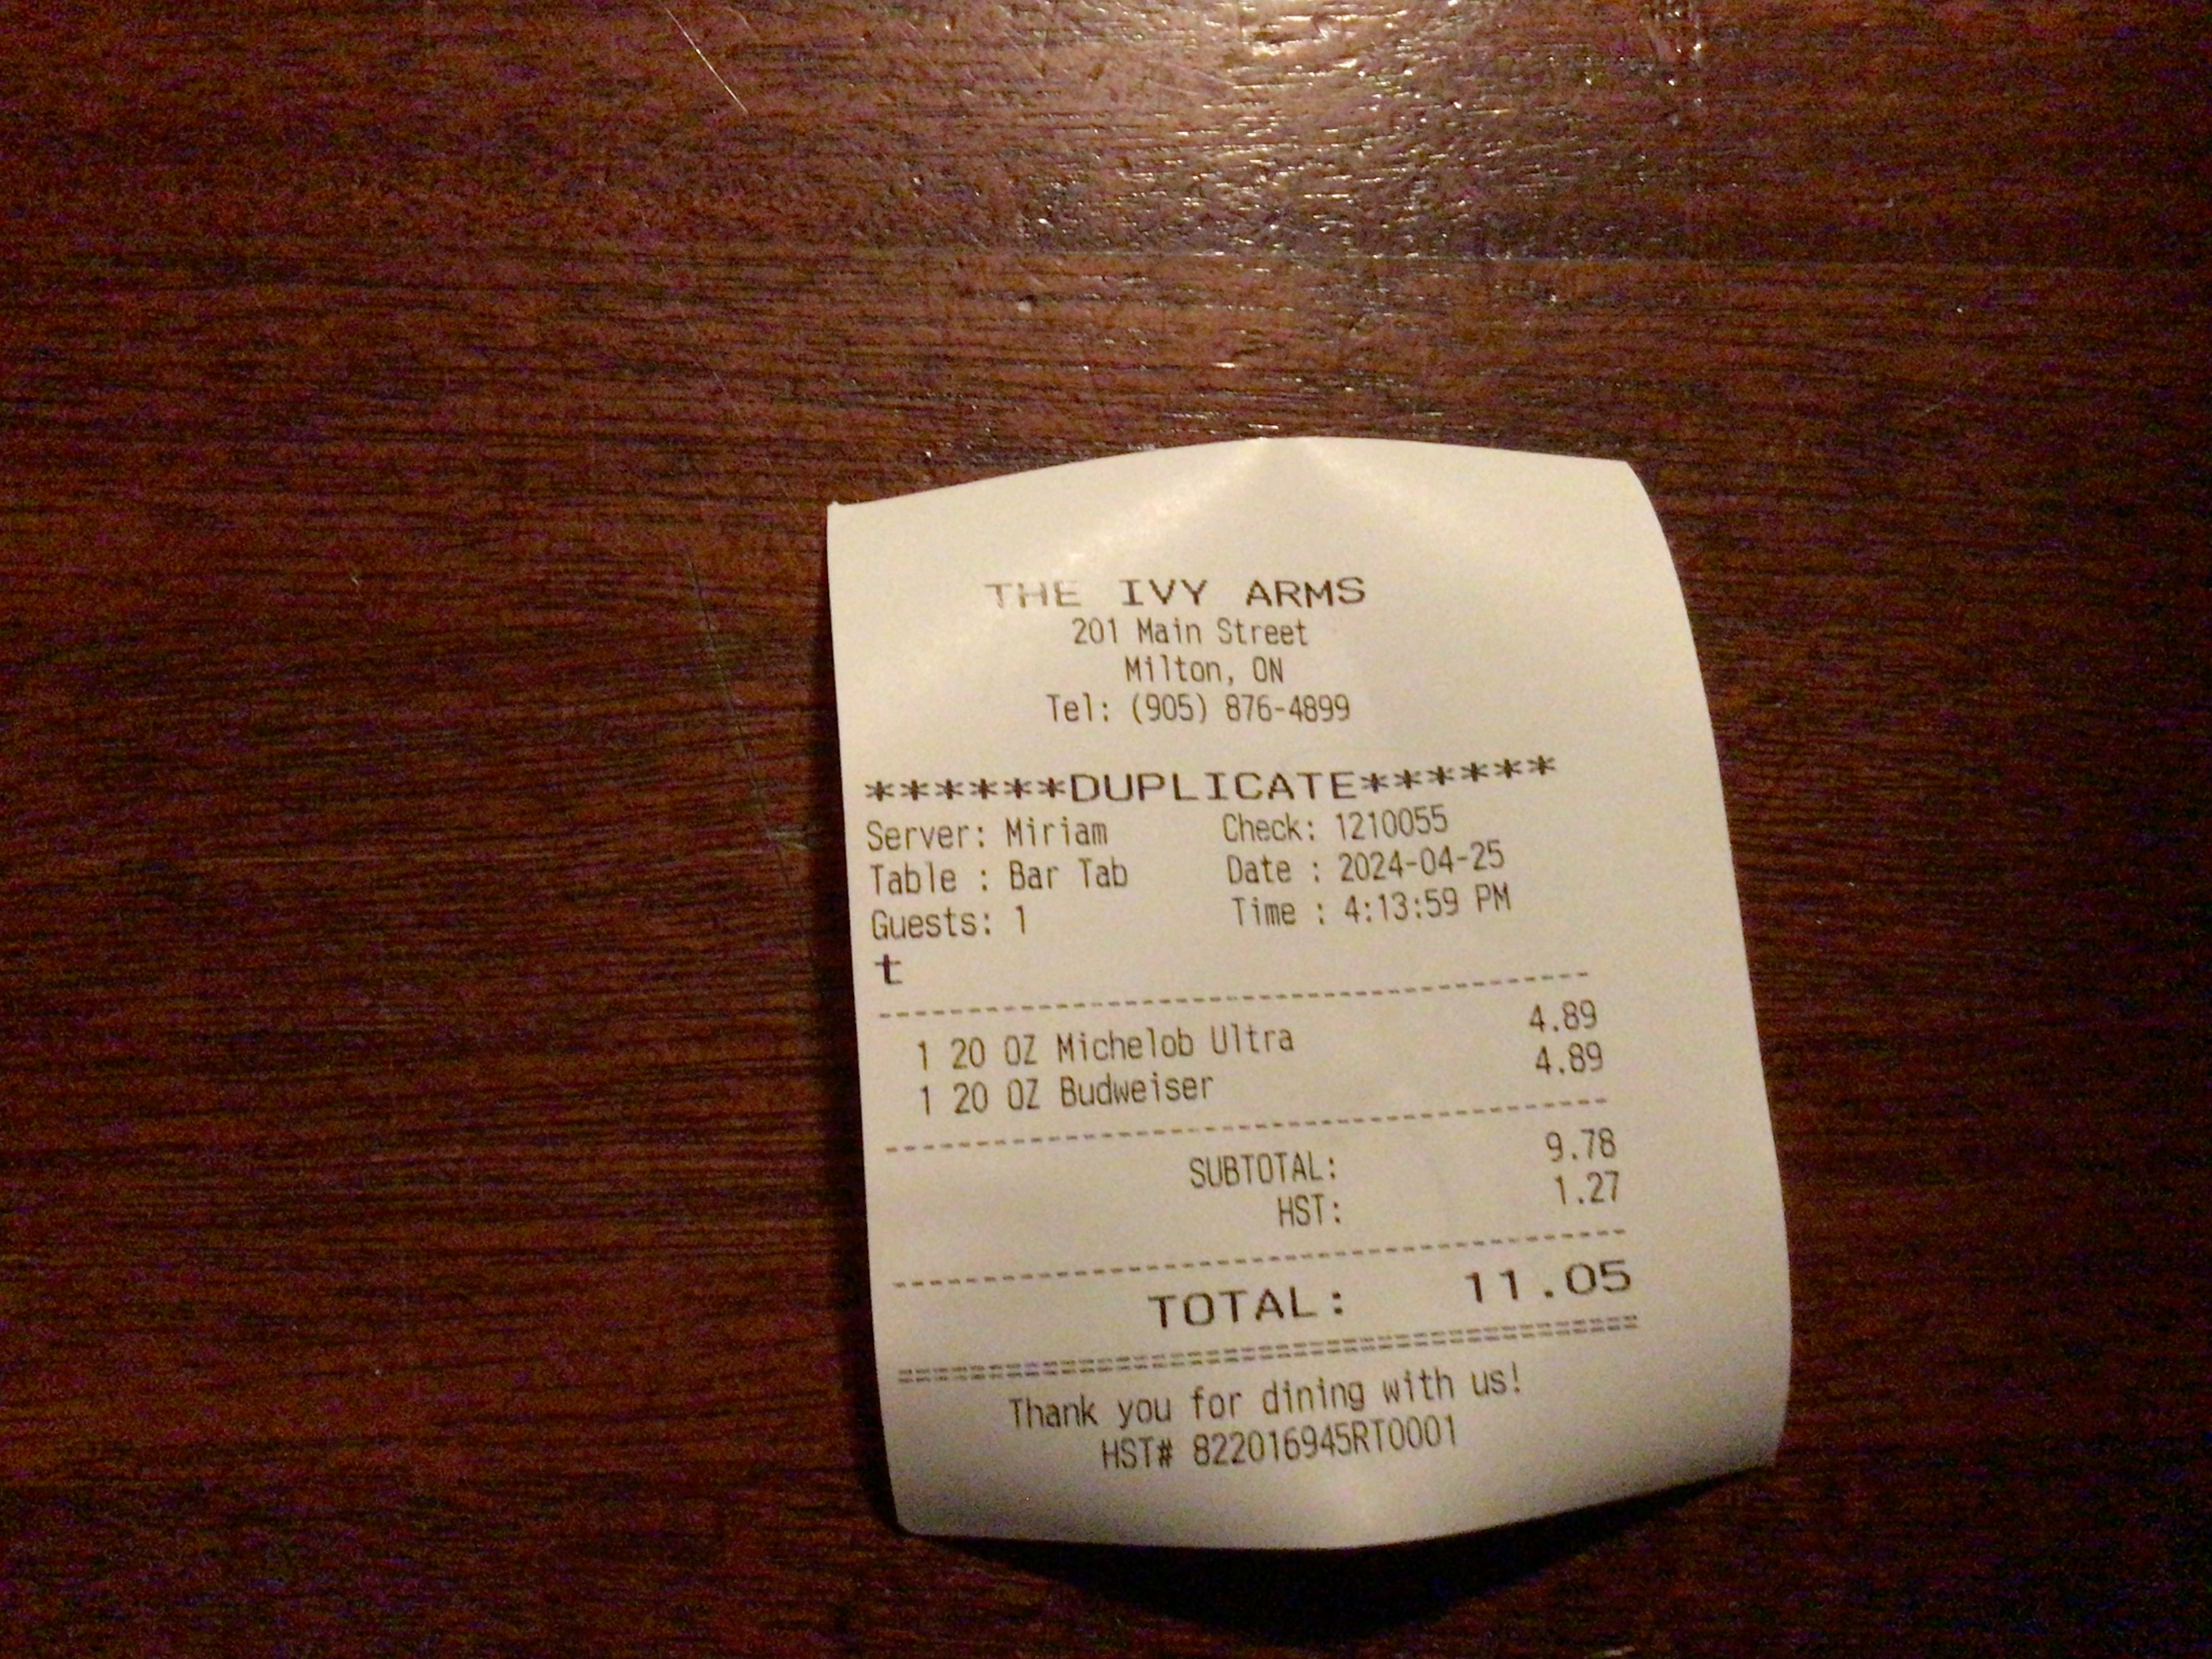 THE IVY ARMS
201 Main Street
Milton, ON
Tel: (905) 876-4899
******DUPLICATE******
Server: Miriam Check: 1210055
Table : Bar Tab Date : 2024-04-25
Guests: 1 Time : 4:13:59 PM
t
1 20 OZ Michelob Ultra 4.89
1 20 OZ Budweiser 4.89
SUBTOTAL: 9.78
HST: 1.27
TOTAL: 11.05
Thank you for dining with us!
HST# 822016945RT0001